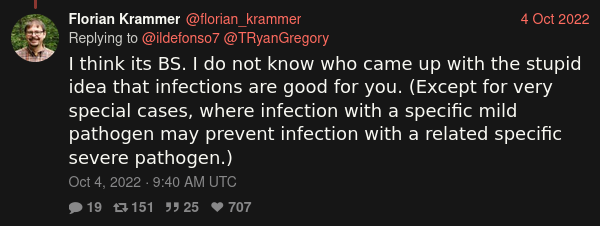 Florian Krammer @florian_krammer 4 Oct 2022
Replying to @ildefonso7 @TRyanGregory
I think its BS. I do not know who came up with the stupid
idea that infections are good for you. (Except for very
special cases, where infection with a specific mild
pathogen may prevent infection with a related specific
severe pathogen.)
Oct 4, 2022 · 9:40 AM UTC
19 151 25 707